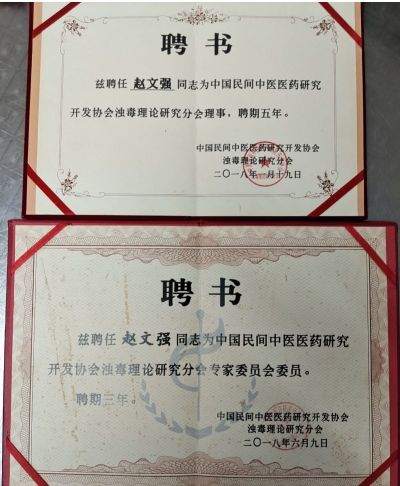 聘书
兹聘任 赵文强 同志为中国民间中医医药研究
开发协会浊毒理论研究分会理事，聘期五年。
中国民间中医医药研究开发协会
浊毒理论研究分会
二〇一八年一月十九日
聘书
兹聘任 赵文强 同志为中国民间中医医药研究
开发协会浊毒理论研究分会专家委员会委员。
聘期三年。
中国民间中医医药研究开发协会
浊毒理论研究分会
二〇一八年六月九日